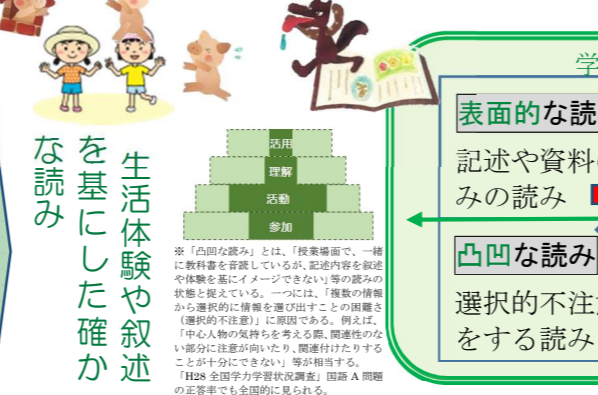 生活体験や叙述
を基にした確か
な読み
活用
理解
活動
参加
※「凸凹な読み」とは、「授業場面で、一緒
に教科書を音読しているが、記述内容を叙述
や体験を基にイメージできない」等の読みの
状態と捉えている。一つには、「複数の情報
から選択的に情報を選び出すことの困難さ
（選択的不注意）」に原因である。例えば、
「中心人物の気持ちを考える際、関連性のな
い部分に注意が向いたり、関連付けたりする
ことが十分にできない」等が相当する。
「H28 全国学力学習状況調査」国語 A 問題
の正答率でも全国的に見られる。
学
表面的な読
記述や資料
みの読み
凸凹な読み
選択的不注
をする読み